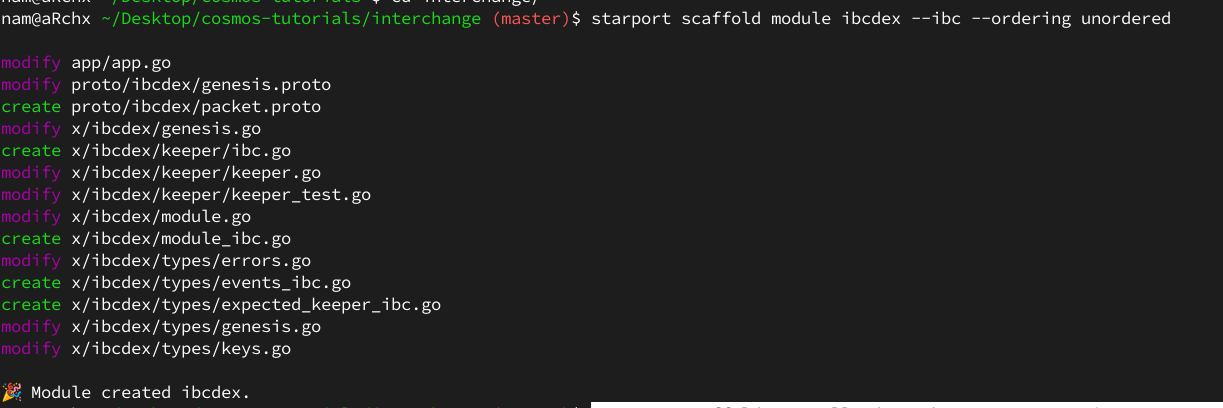 nam@aRchx ~/Desktop/cosmos-tutorials/interchange (master)$ starport scaffold module ibcdex --ibc --ordering unordered
modify app/app.go
modify proto/ibcdex/genesis.proto
create proto/ibcdex/packet.proto
modify x/ibcdex/genesis.go
create x/ibcdex/keeper/ibc.go
modify x/ibcdex/keeper/keeper.go
modify x/ibcdex/keeper/keeper_test.go
modify x/ibcdex/module.go
create x/ibcdex/module_ibc.go
modify x/ibcdex/types/errors.go
create x/ibcdex/types/events_ibc.go
create x/ibcdex/types/expected_keeper_ibc.go
modify x/ibcdex/types/genesis.go
modify x/ibcdex/types/keys.go
🎉 Module created ibcdex.